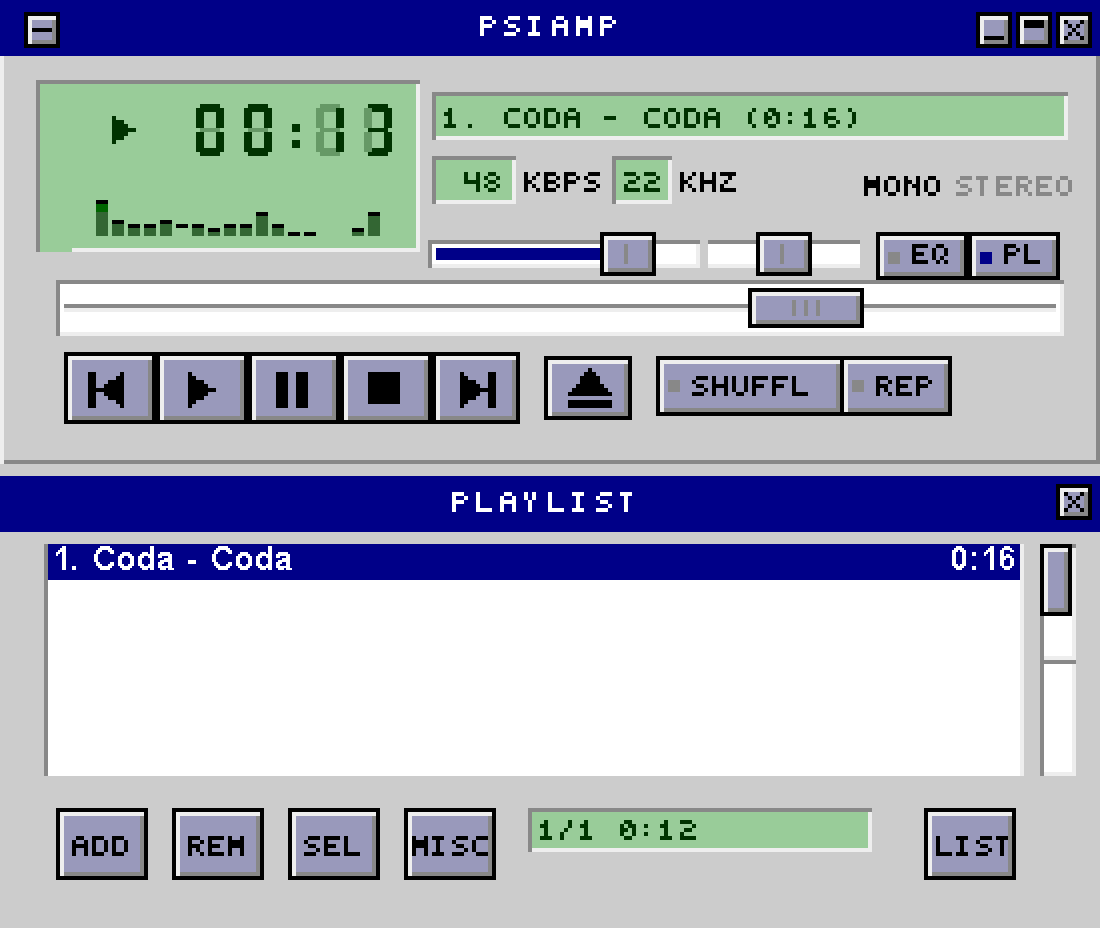 PSIAMP
00:13
1. CODA - CODA (0:16)
48 KBPS 22 KHZ
MONO STEREO
EQ PL
SHUFFL REP
PLAYLIST
1. Coda - Coda 0:16
ADD REM SEL MISC 1/1 0:12 LIST